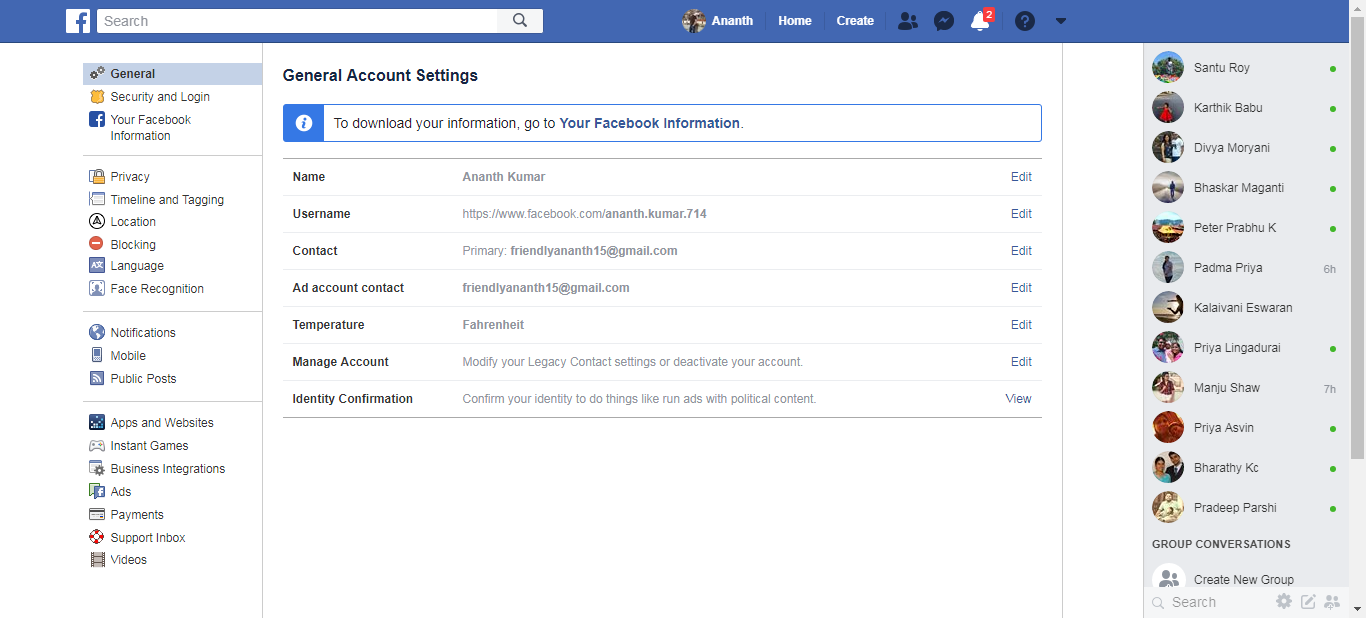 Search
Ananth
Home
Create
2
General
Security and Login
Your Facebook
Information
Privacy
Timeline and Tagging
Location
Blocking
Language
Face Recognition
Notifications
Mobile
Public Posts
Apps and Websites
Instant Games
Business Integrations
Ads
Payments
Support Inbox
Videos
General Account Settings
To download your information, go to Your Facebook Information.
Name Ananth Kumar Edit
Username https://www.facebook.com/ananth.kumar.714 Edit
Contact Primary: friendlyananth15@gmail.com Edit
Ad account contact friendlyananth15@gmail.com Edit
Temperature Fahrenheit Edit
Manage Account Modify your Legacy Contact settings or deactivate your account. Edit
Identity Confirmation Confirm your identity to do things like run ads with political content. View
Santu Roy
Karthik Babu
Divya Moryani
Bhaskar Maganti
Peter Prabhu K
Padma Priya 6h
Kalaivani Eswaran
Priya Lingadurai
Manju Shaw 7h
Priya Asvin
Bharathy Kc
Pradeep Parshi
GROUP CONVERSATIONS
Create New Group
Search